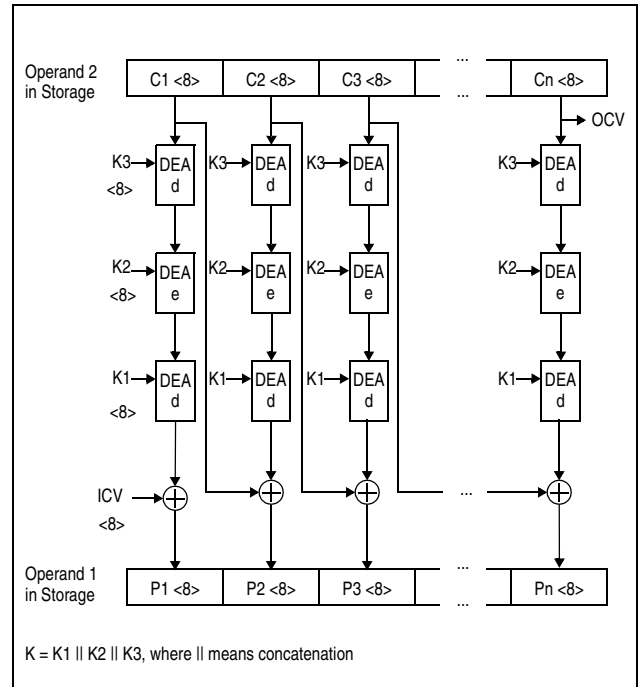 ...
Operand 2
in Storage
C1 <8> C2 <8> C3 <8> Cn <8>
...
OCV
K3 DEA d K3 DEA d K3 DEA d K3 DEA d
<8>
K2 DEA e K2 DEA e K2 DEA e K2 DEA e
<8>
K1 DEA d K1 DEA d K1 DEA d K1 DEA d
<8>
ICV ...
<8>
Operand 1
in Storage
...
P1 <8> P2 <8> P3 <8> Pn <8>
...
K = K1 || K2 || K3, where || means concatenation